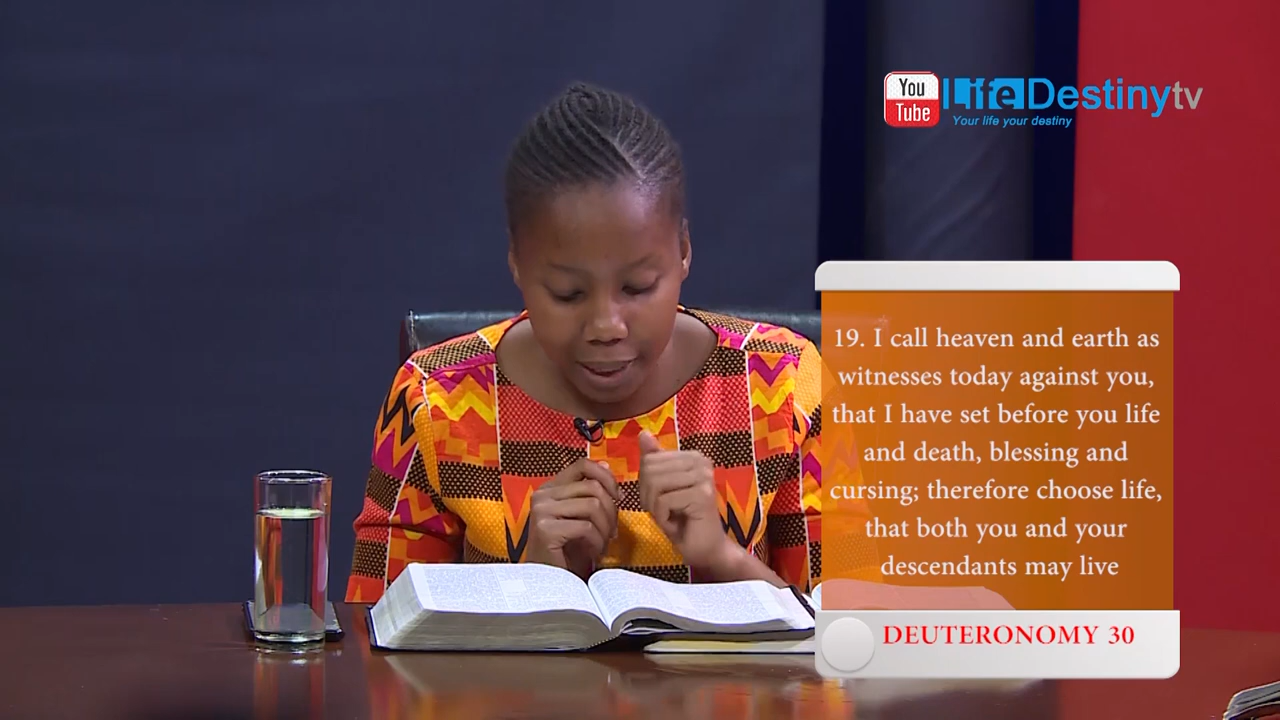 You
Tube
LifeDestinytv
Your life your destiny
19. I call heaven and earth as
witnesses today against you,
that I have set before you life
and death, blessing and
cursing; therefore choose life,
that both you and your
descendants may live
DEUTERONOMY 30